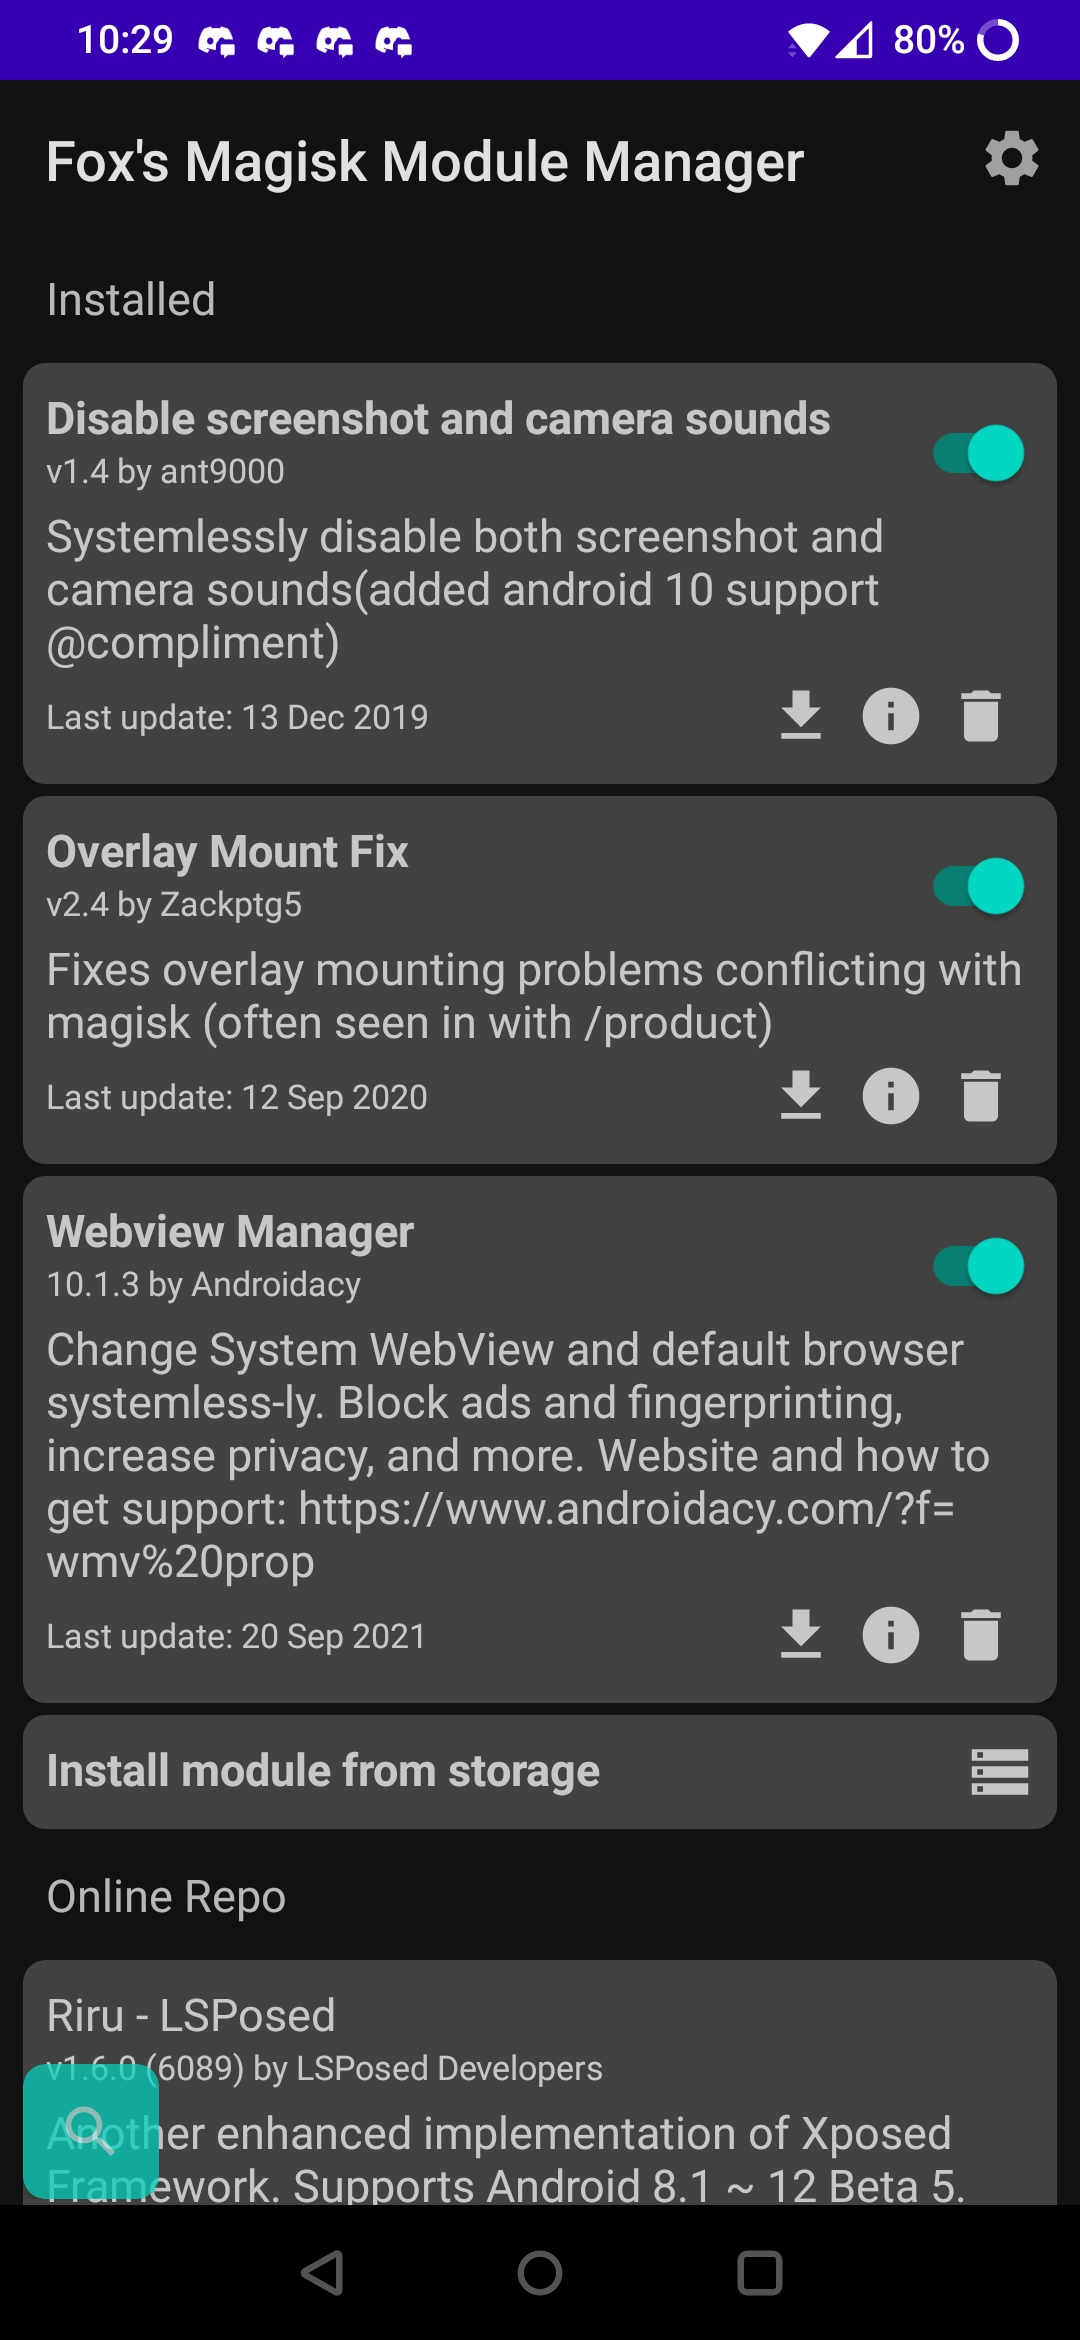 10:29
80%
Fox's Magisk Module Manager
Installed
Disable screenshot and camera sounds
v1.4 by ant9000
Systemlessly disable both screenshot and
camera sounds(added android 10 support
@compliment)
Last update: 13 Dec 2019
Overlay Mount Fix
v2.4 by Zackptg5
Fixes overlay mounting problems conflicting with
magisk (often seen in with /product)
Last update: 12 Sep 2020
Webview Manager
10.1.3 by Androidacy
Change System WebView and default browser
systemless-ly. Block ads and fingerprinting,
increase privacy, and more. Website and how to
get support: https://www.androidacy.com/?f=
wmv%20prop
Last update: 20 Sep 2021
Install module from storage
Online Repo
Riru - LSPosed
v1.6.0 (6089) by LSPosed Developers
Another enhanced implementation of Xposed
Framework. Supports Android 8.1 ~ 12 Beta 5.